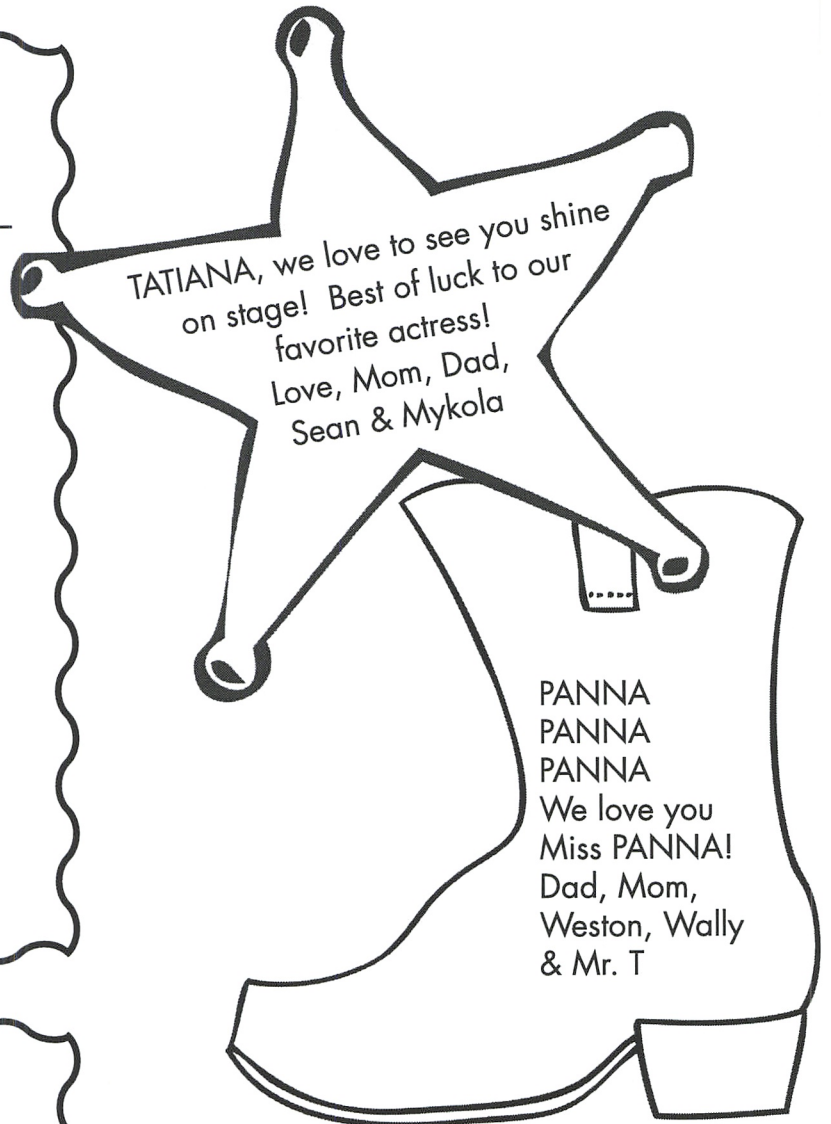 TATIANA, we love to see you shine
on stage!  Best of luck to our
favorite actress!
Love, Mom, Dad,
Sean & Mykola
PANNA
PANNA
PANNA
We love you
Miss PANNA!
Dad, Mom,
Weston, Wally
& Mr. T